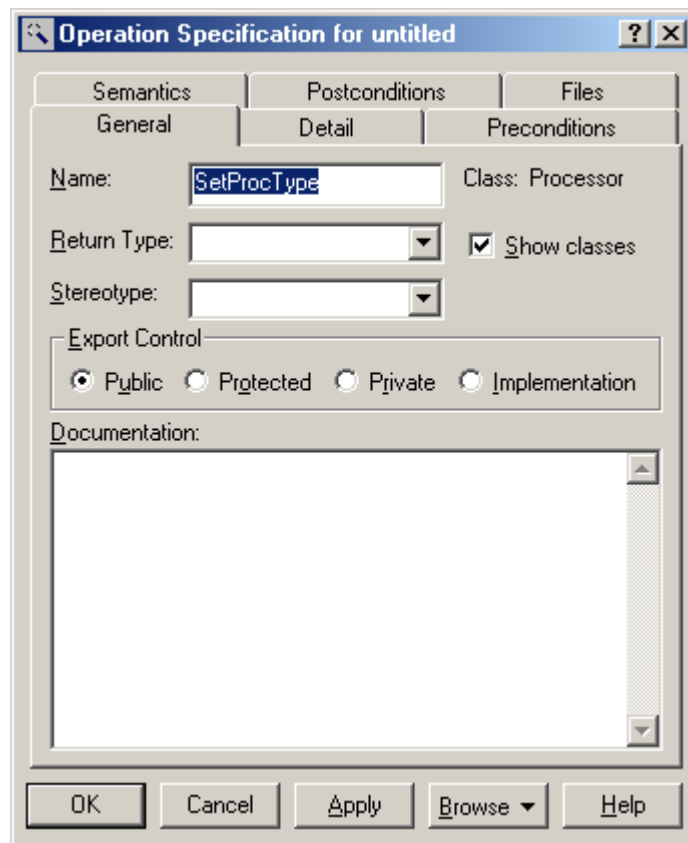 Operation Specification for untitled
Semantics Postconditions Files
General Detail Preconditions
Name: SetProcType Class: Processor
Return Type: Show classes
Stereotype:
Export Control
Public Protected Private Implementation
Documentation:
OK Cancel Apply Browse Help